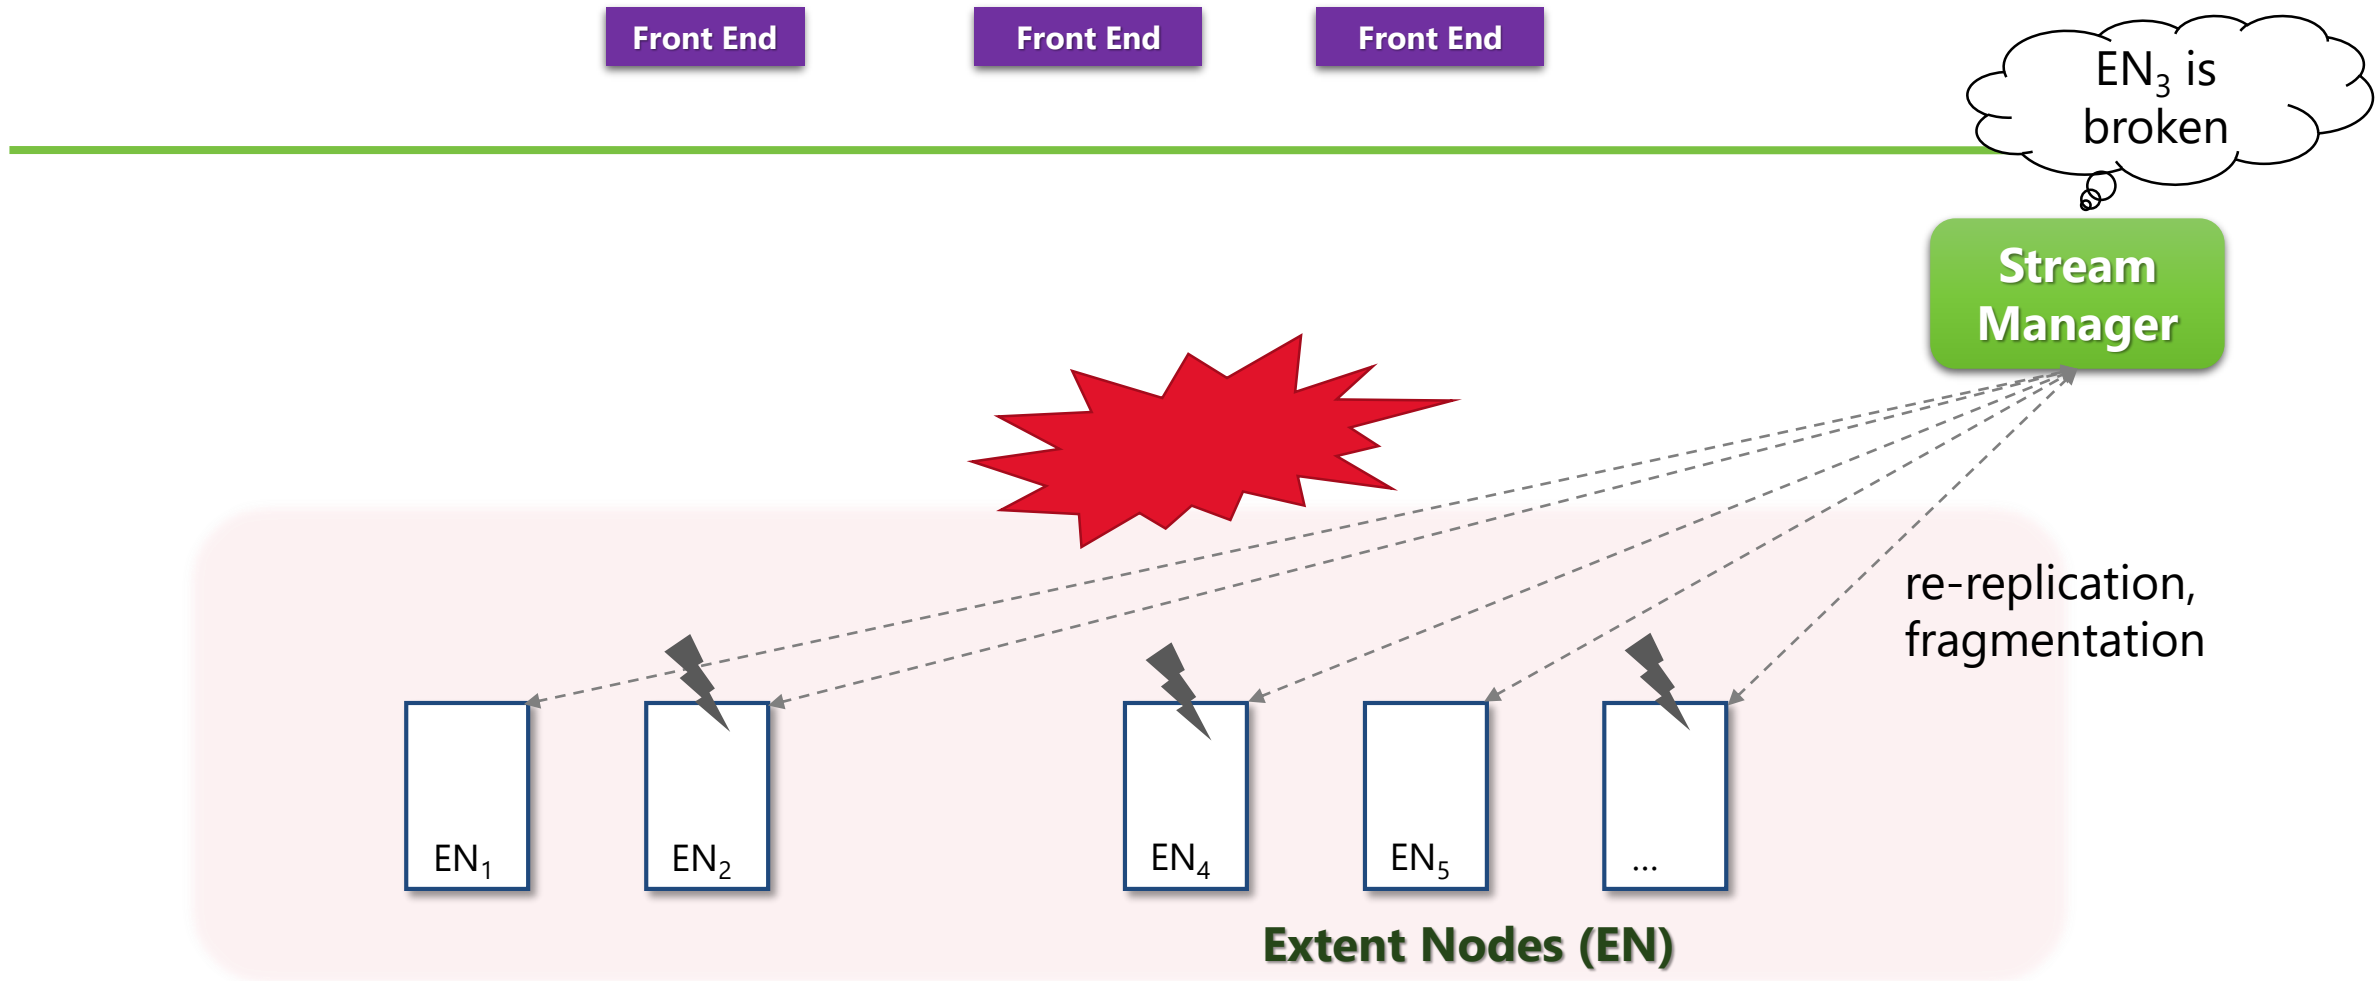 Front End
Front End
Front End
EN₃ is
broken
Stream
Manager
re-replication,
fragmentation
EN₁
EN₂
EN₄
EN₅
...
Extent Nodes (EN)